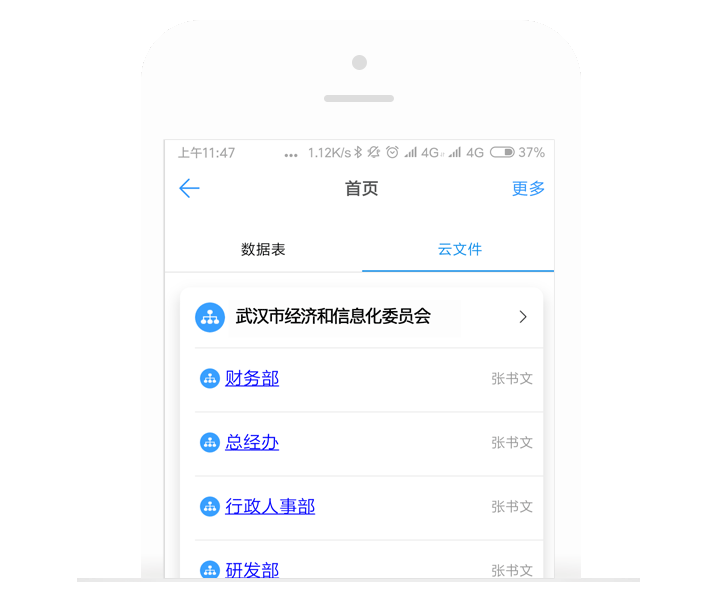 上午11:47 ... 1.12K/s 4G 4G 37%
首页 更多
数据表 云文件
武汉市经济和信息化委员会
财务部 张书文
总经办 张书文
行政人事部 张书文
研发部 张书文